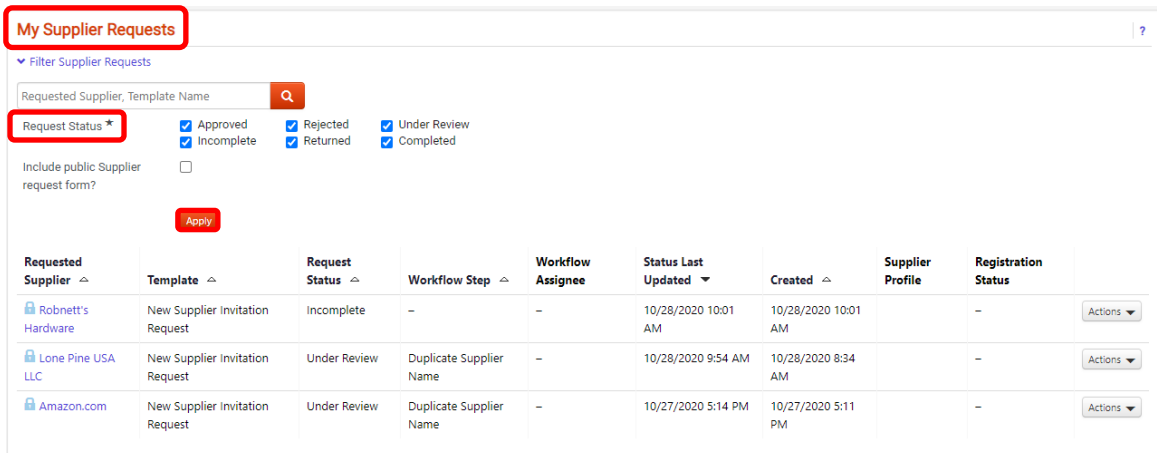 My Supplier Requests
?
Filter Supplier Requests
Requested Supplier, Template Name
Request Status ★
Approved Rejected Under Review
Incomplete Returned Completed
Include public Supplier
request form?
Apply
Requested Request Workflow Status Last Supplier Registration
Supplier Template Status Workflow Step Assignee Updated Created Profile Status
Robnett's New Supplier Invitation Incomplete – – 10/28/2020 10:01 10/28/2020 10:01 – Actions
Hardware Request AM AM
Lone Pine USA New Supplier Invitation Under Review Duplicate Supplier – 10/28/2020 9:54 AM 10/28/2020 8:34 – Actions
LLC Request Name AM
Amazon.com New Supplier Invitation Under Review Duplicate Supplier – 10/27/2020 5:14 PM 10/27/2020 5:11 – Actions
Request Name PM